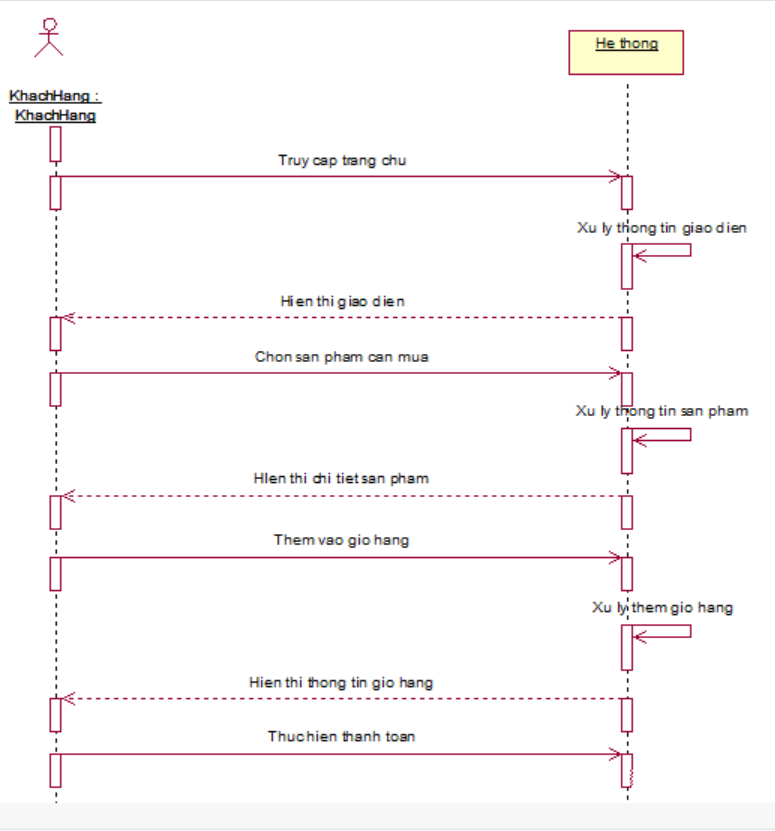 He thong
KhachHang :
KhachHang
Truy cap trang chu
Xu ly thong tin giao dien
Hien thi giao dien
Chon san pham can mua
Xu ly thong tin san pham
HIen thi chi tiet san pham
Them vao gio hang
Xu ly them gio hang
Hien thi thong tin gio hang
Thuc hien thanh toan